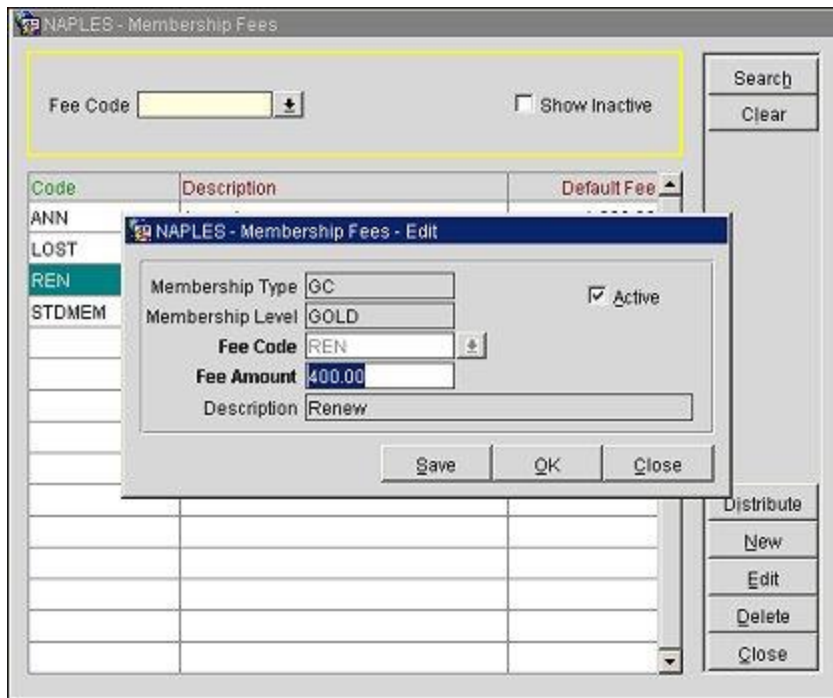 NAPLES - Membership Fees
Fee Code
Show Inactive
Search
Clear
Code Description Default Fee
ANN
LOST
REN
STDMEM
NAPLES - Membership Fees - Edit
Membership Type GC
Active
Membership Level GOLD
Fee Code REN
Fee Amount 400.00
Description Renew
Save OK Close
Distribute
New
Edit
Delete
Close